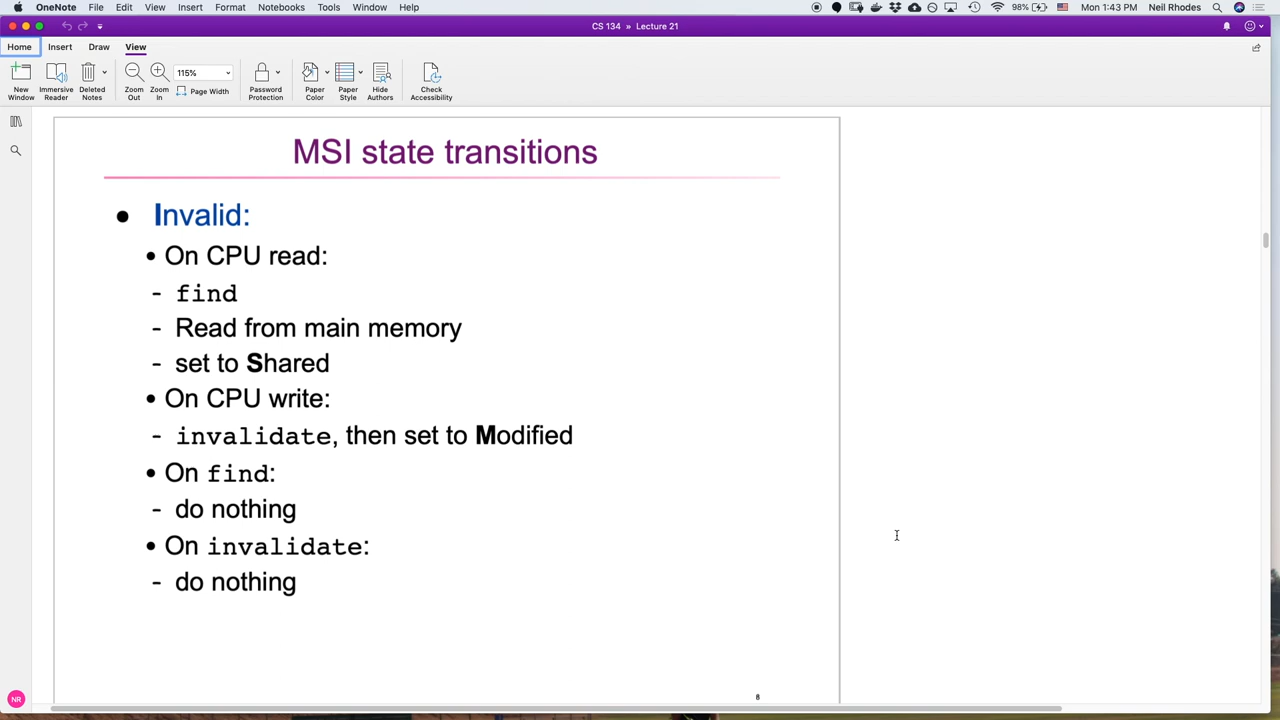 OneNote File Edit View Insert Format Notebooks Tools Window Help 98% Mon 1:43 PM Neil Rhodes
CS 134 » Lecture 21
Home Insert Draw View
New Window
Immersive Reader
Deleted Notes
Zoom Out
Zoom In
115%
Page Width
Password Protection
Paper Color
Paper Style
Hide Authors
Check Accessibility
MSI state transitions
• Invalid:
• On CPU read:
- find
- Read from main memory
- set to Shared
• On CPU write:
- invalidate, then set to Modified
• On find:
- do nothing
• On invalidate:
- do nothing
8
NR